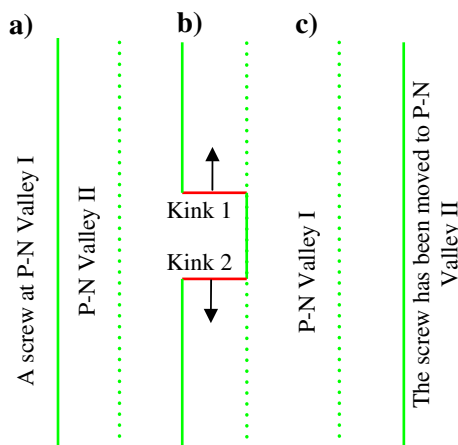 a)
b)
c)
A screw at P-N Valley I
P-N Valley II
Kink 1
Kink 2
P-N Valley I
The screw has been moved to P-N
Valley II